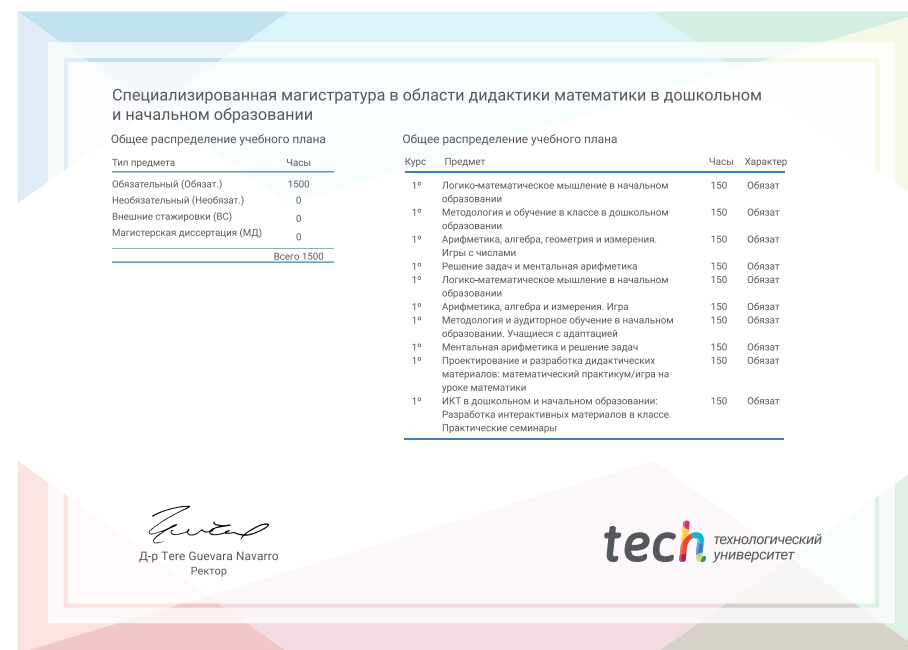 Специализированная магистратура в области дидактики математики в дошкольном
и начальном образовании
Общее распределение учебного плана
Тип предмета Часы
Обязательный (Обязат.) 1500
Необязательный (Необязат.) 0
Внешние стажировки (ВС) 0
Магистерская диссертация (МД) 0
Всего 1500
Общее распределение учебного плана
Курс Предмет Часы Характер
1º Логико-математическое мышление в начальном 150 Обязат
образовании
1º Методология и обучение в классе в дошкольном 150 Обязат
образовании
1º Арифметика, алгебра, геометрия и измерения. 150 Обязат
Игры с числами
1º Решение задач и ментальная арифметика 150 Обязат
1º Логико-математическое мышление в начальном 150 Обязат
образовании
1º Арифметика, алгебра и измерения. Игра 150 Обязат
1º Методология и аудиторное обучение в начальном 150 Обязат
образовании. Учащиеся с адаптацией
1º Ментальная арифметика и решение задач 150 Обязат
1º Проектирование и разработка дидактических 150 Обязат
материалов: математический практикум/игра на
уроке математики
1º ИКТ в дошкольном и начальном образовании: 150 Обязат
Разработка интерактивных материалов в классе.
Практические семинары
Д-р Tere Guevara Navarro
Ректор
tech технологический
университет